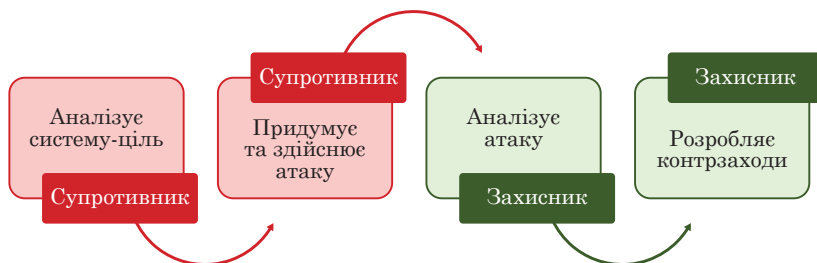 Аналізує
систему-ціль
Супротивник
Супротивник
Придумує
та здійснює
атаку
Аналізує
атаку
Захисник
Захисник
Розробляє
контрзаходи